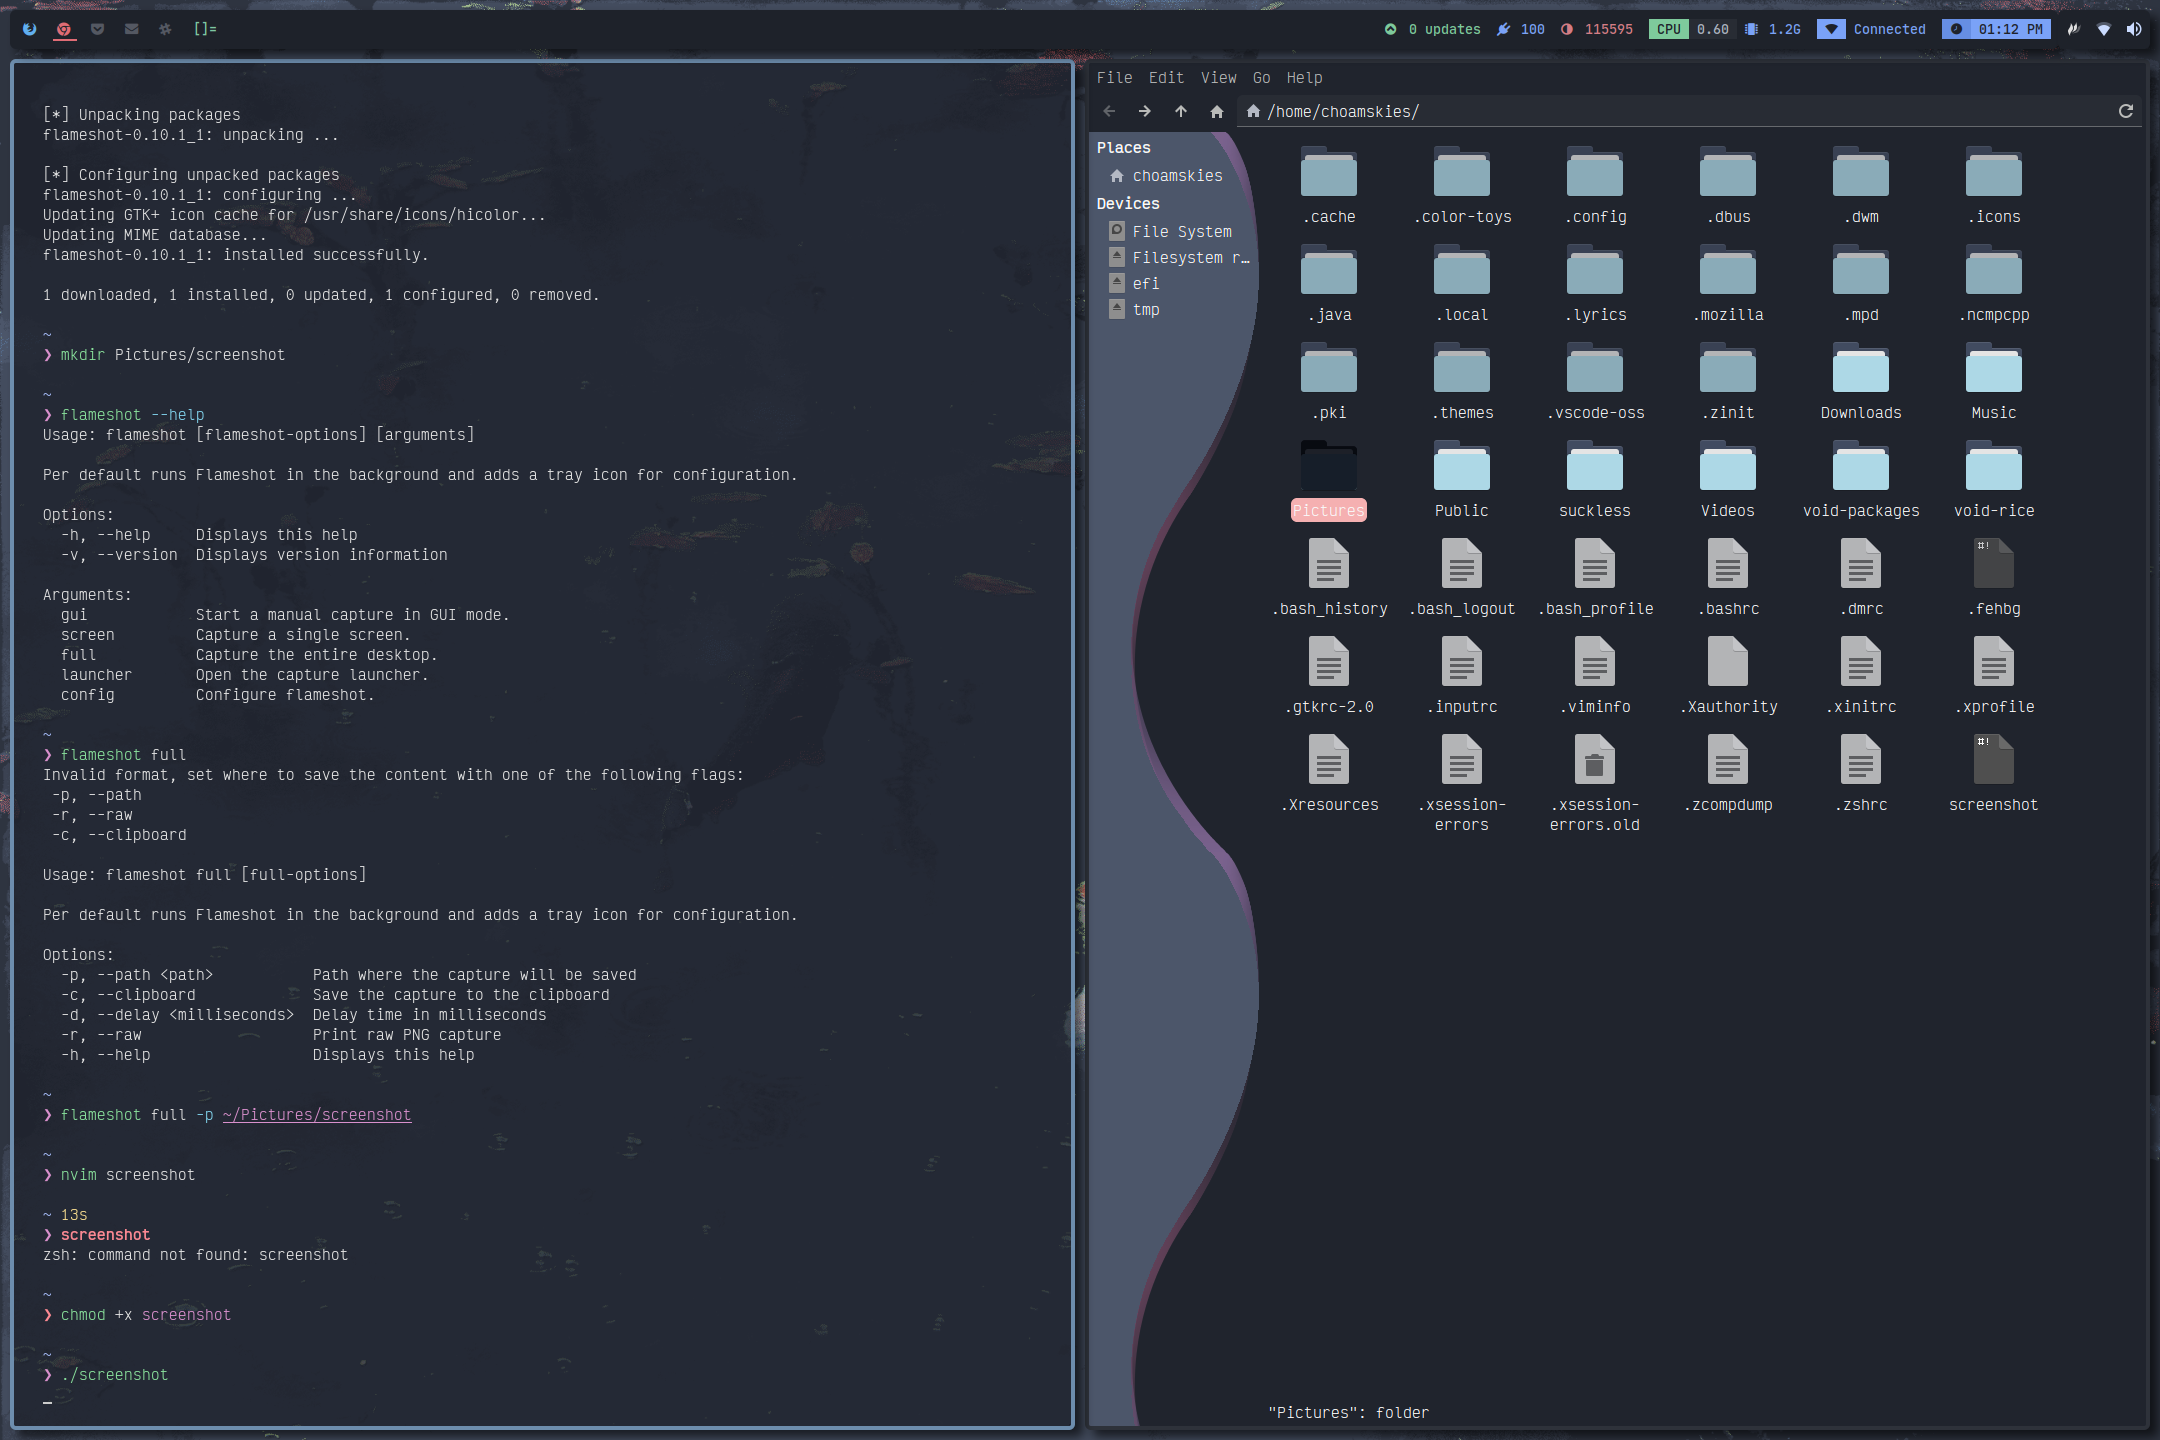 []=
0 updates
100
115595
CPU 0.60
1.2G
Connected
01:12 PM
[*] Unpacking packages
flameshot-0.10.1_1: unpacking ...
[*] Configuring unpacked packages
flameshot-0.10.1_1: configuring ...
Updating GTK+ icon cache for /usr/share/icons/hicolor...
Updating MIME database...
flameshot-0.10.1_1: installed successfully.
1 downloaded, 1 installed, 0 updated, 1 configured, 0 removed.
~
❯ mkdir Pictures/screenshot
~
❯ flameshot --help
Usage: flameshot [flameshot-options] [arguments]
Per default runs Flameshot in the background and adds a tray icon for configuration.
Options:
-h, --help Displays this help
-v, --version Displays version information
Arguments:
gui Start a manual capture in GUI mode.
screen Capture a single screen.
full Capture the entire desktop.
launcher Open the capture launcher.
config Configure flameshot.
~
❯ flameshot full
Invalid format, set where to save the content with one of the following flags:
-p, --path
-r, --raw
-c, --clipboard
Usage: flameshot full [full-options]
Per default runs Flameshot in the background and adds a tray icon for configuration.
Options:
-p, --path <path> Path where the capture will be saved
-c, --clipboard Save the capture to the clipboard
-d, --delay <milliseconds> Delay time in milliseconds
-r, --raw Print raw PNG capture
-h, --help Displays this help
~
❯ flameshot full -p ~/Pictures/screenshot
~
❯ nvim screenshot
~ 13s
❯ screenshot
zsh: command not found: screenshot
~
❯ chmod +x screenshot
~
❯ ./screenshot
File Edit View Go Help
/home/choamskies/
Places
choamskies
Devices
File System
Filesystem r…
efi
tmp
.cache .color-toys .config .dbus .dwm .icons
.java .local .lyrics .mozilla .mpd .ncmpcpp
.pki .themes .vscode-oss .zinit Downloads Music
Pictures Public suckless Videos void-packages void-rice
#!
.bash_history .bash_logout .bash_profile .bashrc .dmrc .fehbg
.gtkrc-2.0 .inputrc .viminfo .Xauthority .xinitrc .xprofile
#!
.Xresources .xsession-errors .xsession-errors.old .zcompdump .zshrc screenshot
"Pictures": folder